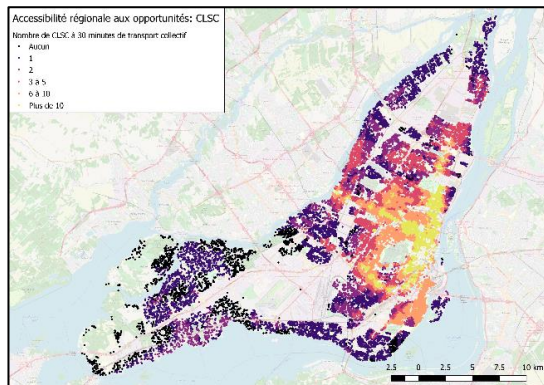 Accessibilité régionale aux opportunités: CLSC
Nombre de CLSC à 30 minutes de transport collectif
Aucun
1
2
3 à 5
6 à 10
Plus de 10
2.5 0 2.5 5 7.5 10 km